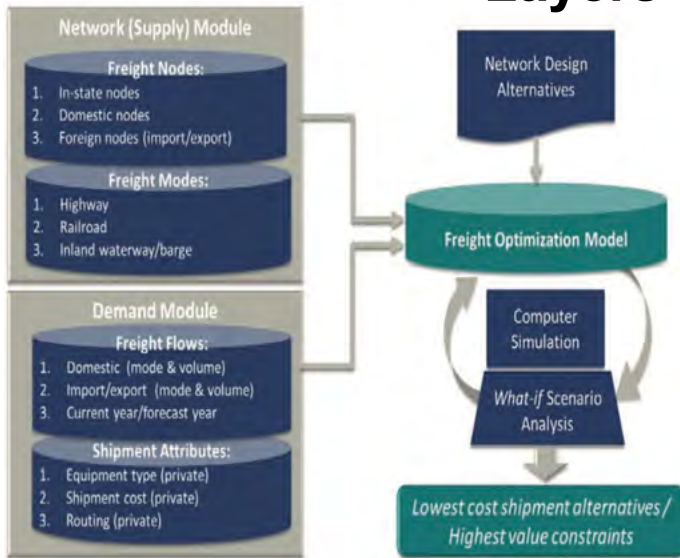 Network (Supply) Module
Freight Nodes:
1. In-state nodes
2. Domestic nodes
3. Foreign nodes (import/export)
Freight Modes:
1. Highway
2. Railroad
3. Inland waterway/barge
Demand Module
Freight Flows:
1. Domestic (mode & volume)
2. Import/export (mode & volume)
3. Current year/forecast year
Shipment Attributes:
1. Equipment type (private)
2. Shipment cost (private)
3. Routing (private)
Network Design
Alternatives
Freight Optimization Model
Computer
Simulation
What-if Scenario
Analysis
Lowest cost shipment alternatives /
Highest value constraints